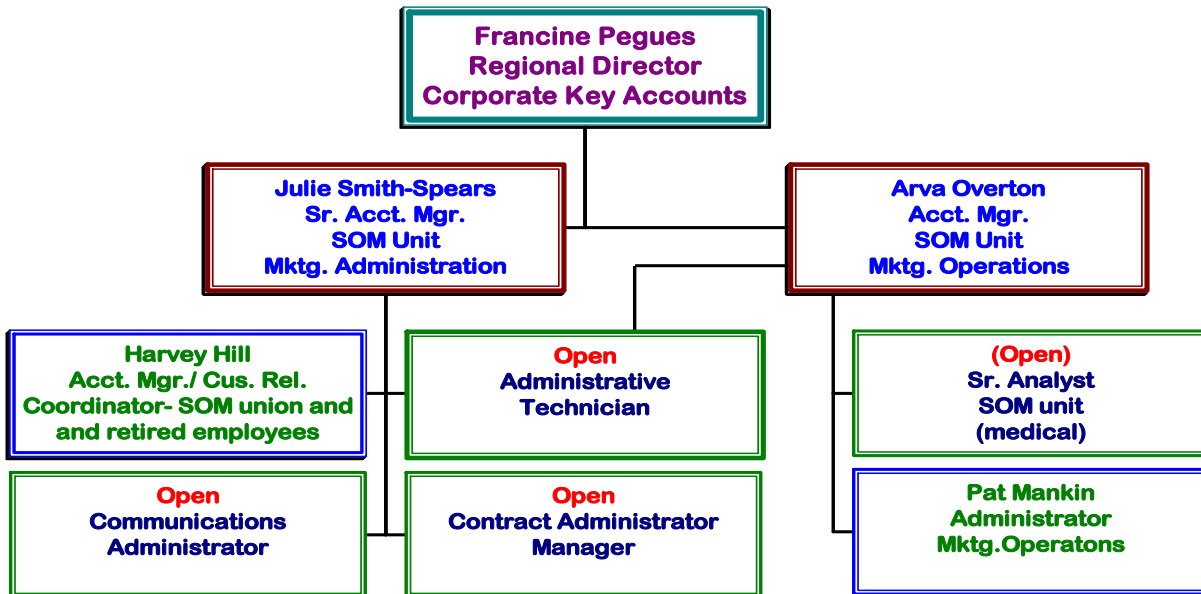 Francine Pegues
Regional Director
Corporate Key Accounts
Julie Smith-Spears
Sr. Acct. Mgr.
SOM Unit
Mktg. Administration
Arva Overton
Acct. Mgr.
SOM Unit
Mktg. Operations
Harvey Hill
Acct. Mgr./ Cus. Rel.
Coordinator- SOM union and
and retired employees
Open
Administrative
Technician
(Open)
Sr. Analyst
SOM unit
(medical)
Open
Communications
Administrator
Open
Contract Administrator
Manager
Pat Mankin
Administrator
Mktg.Operatons